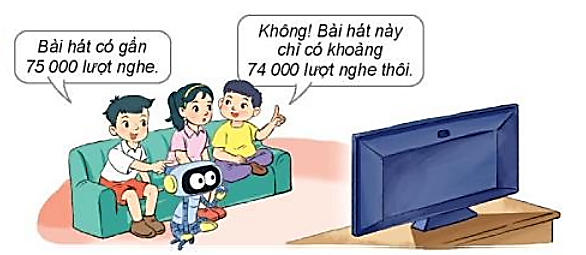 Bài hát có gần
75 000 lượt nghe.
Không! Bài hát này
chỉ có khoảng
74 000 lượt nghe thôi.